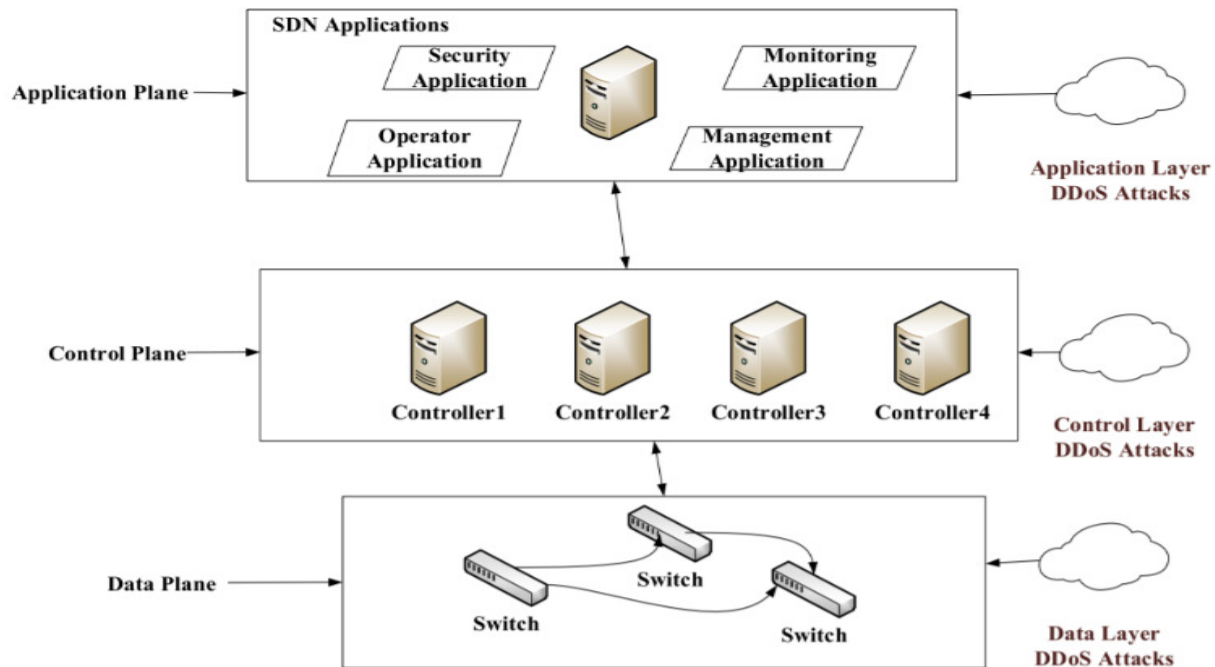 SDN Applications
Security
Application
Monitoring
Application
Application Plane
Operator
Application
Management
Application
Application Layer
DDoS Attacks
Control Plane
Controller1
Controller2
Controller3
Controller4
Control Layer
DDoS Attacks
Data Plane
Switch
Switch
Switch
Data Layer
DDoS Attacks